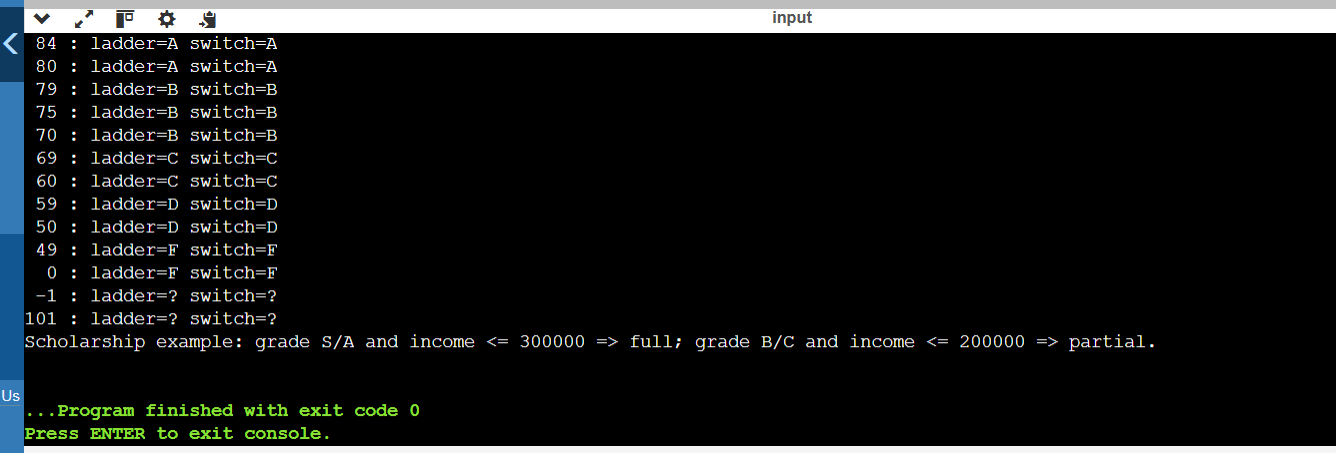 input
84 : ladder=A switch=A
80 : ladder=A switch=A
79 : ladder=B switch=B
75 : ladder=B switch=B
70 : ladder=B switch=B
69 : ladder=C switch=C
60 : ladder=C switch=C
59 : ladder=D switch=D
50 : ladder=D switch=D
49 : ladder=F switch=F
0 : ladder=F switch=F
-1 : ladder=? switch=?
101 : ladder=? switch=?
Scholarship example: grade S/A and income <= 300000 => full; grade B/C and income <= 200000 => partial.
Us
...Program finished with exit code 0
Press ENTER to exit console.